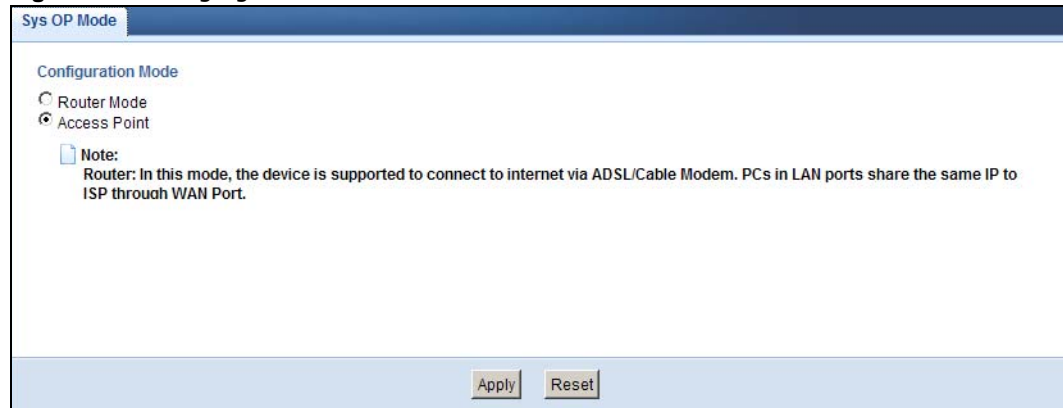 Sys OP Mode
Configuration Mode
Router Mode
Access Point
Note:
Router: In this mode, the device is supported to connect to internet via ADSL/Cable Modem. PCs in LAN ports share the same IP to
ISP through WAN Port.
Apply Reset